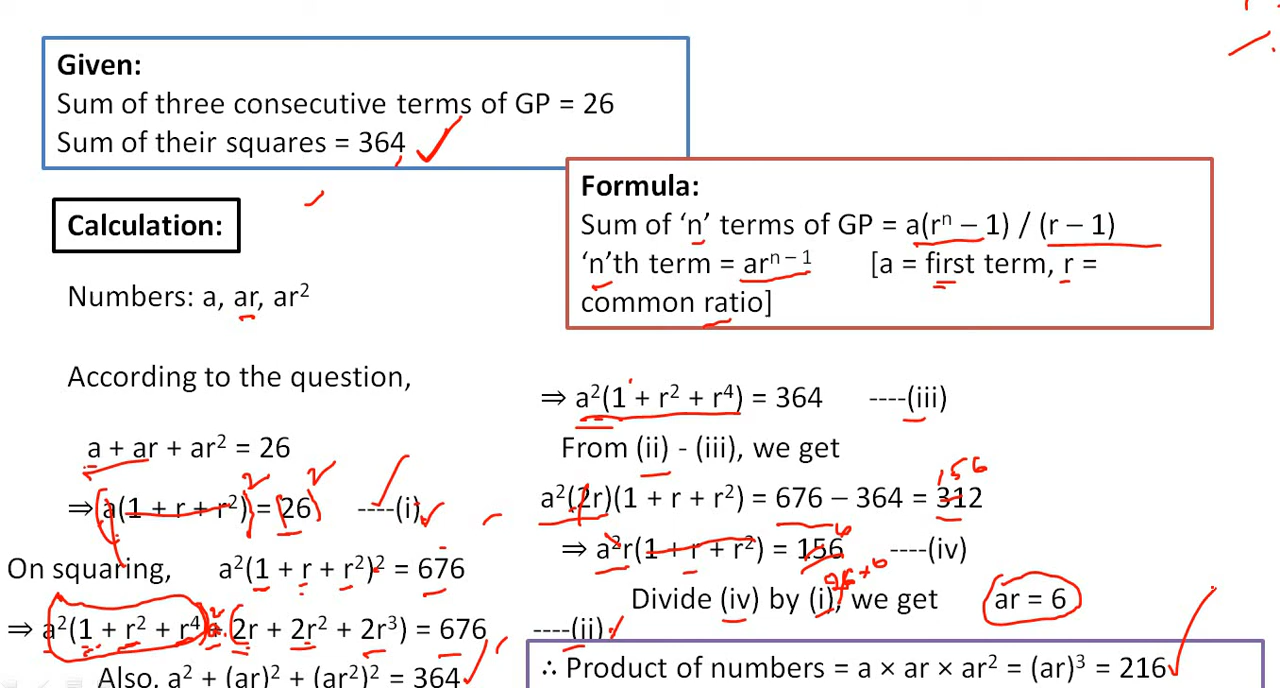 Given:
Sum of three consecutive terms of GP = 26
Sum of their squares = 364
Formula:
Sum of ‘n’ terms of GP = a(rⁿ – 1) / (r – 1)
‘n’th term = arⁿ⁻¹ [a = first term, r =
common ratio]
Calculation:
Numbers: a, ar, ar²
According to the question,
a + ar + ar² = 26
⇒ a(1 + r + r²) = 26 ----(i)
On squaring, a²(1 + r + r²)² = 676
⇒ a²(1 + r² + r⁴) + (2r + 2r² + 2r³) = 676 ----(ii)
Also, a² + (ar)² + (ar²)² = 364
⇒ a²(1 + r² + r⁴) = 364 ----(iii)
From (ii) - (iii), we get
156
a²(2r)(1 + r + r²) = 676 – 364 = 312
⇒ a²r(1 + r + r²) = 156 ----(iv)
6
Divide (iv) by (i), we get ar = 6
∴ Product of numbers = a × ar × ar² = (ar)³ = 216